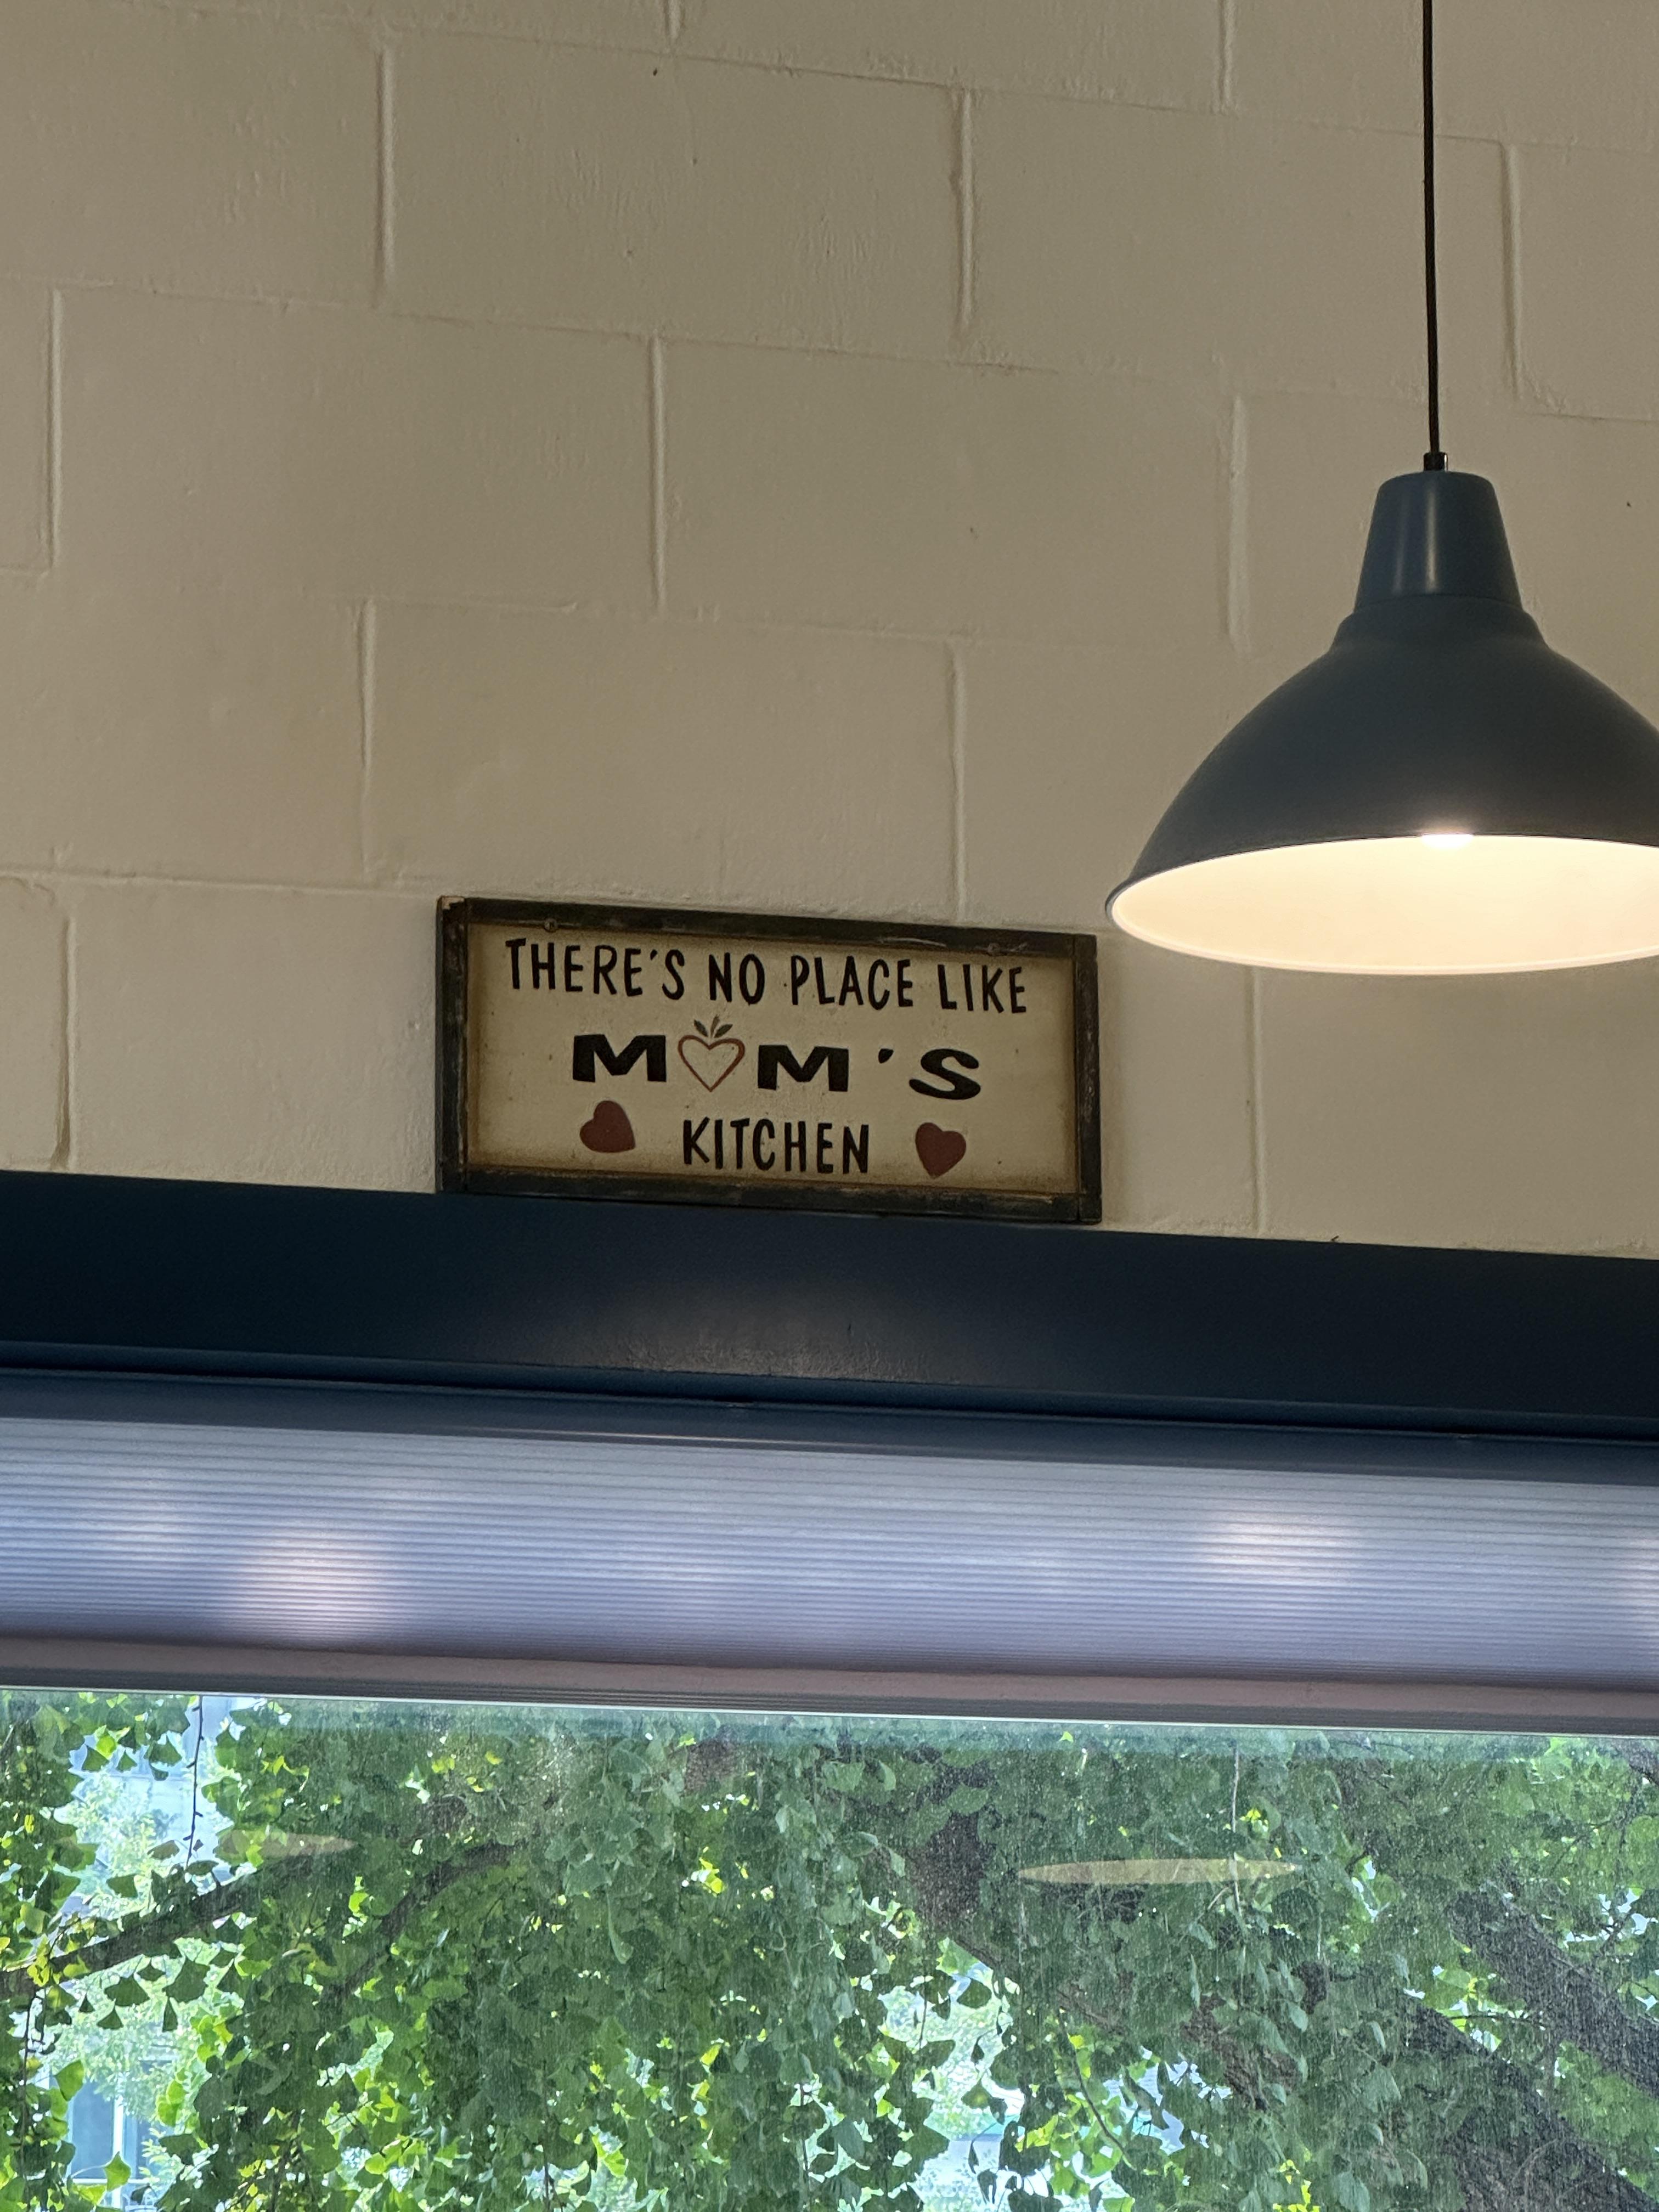 THERE'S NO PLACE LIKE
MOM'S
KITCHEN